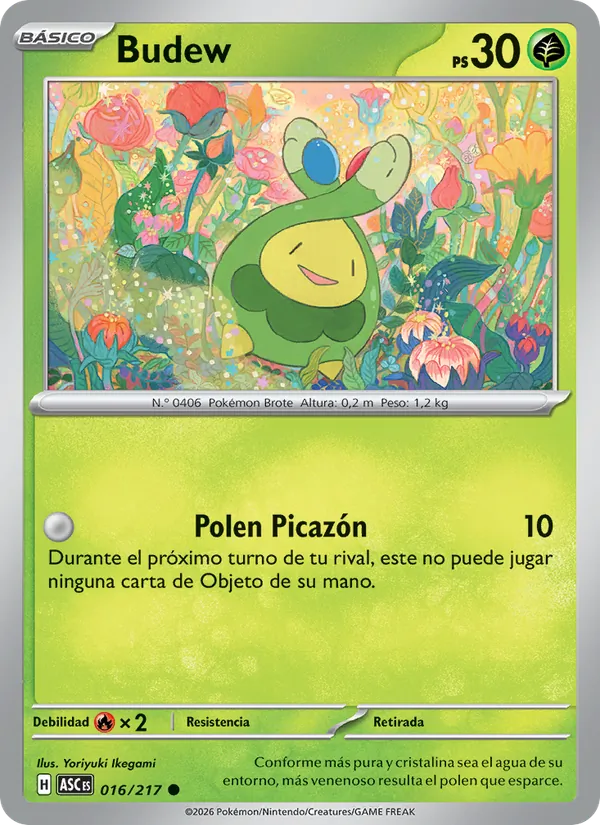 BÁSICO
Budew
PS 30
N.º 0406 Pokémon Brote Altura: 0,2 m Peso: 1,2 kg
Polen Picazón 10
Durante el próximo turno de tu rival, este no puede jugar
ninguna carta de Objeto de su mano.
Debilidad × 2 Resistencia Retirada
Ilus. Yoriyuki Ikegami
Conforme más pura y cristalina sea el agua de su
entorno, más venenoso resulta el polen que esparce.
H ASC ES 016/217
©2026 Pokémon/Nintendo/Creatures/GAME FREAK